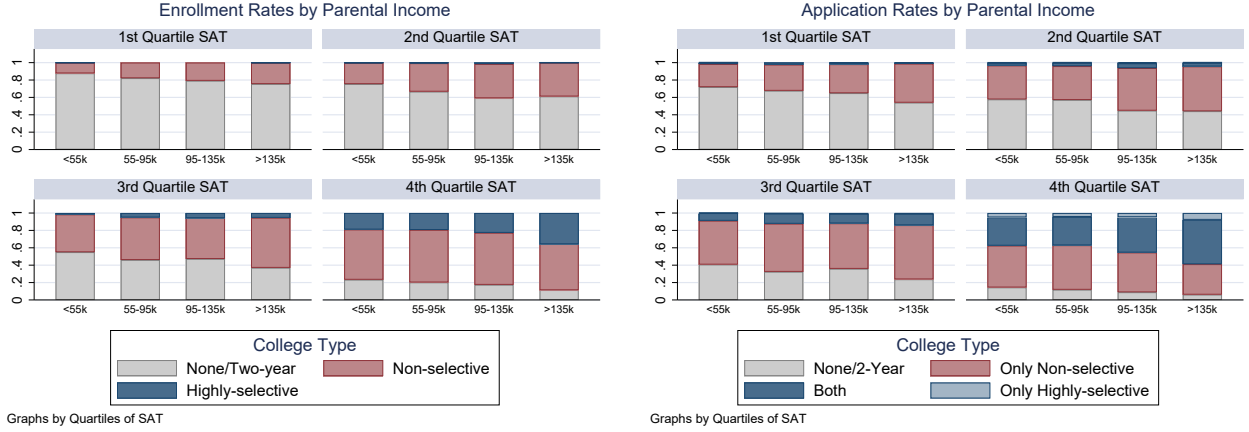 Enrollment Rates by Parental Income
1st Quartile SAT
2nd Quartile SAT
0 .2 .4 .6 .8 1
<55k 55-95k 95-135k >135k
<55k 55-95k 95-135k >135k
3rd Quartile SAT
4th Quartile SAT
0 .2 .4 .6 .8 1
<55k 55-95k 95-135k >135k
<55k 55-95k 95-135k >135k
College Type
None/Two-year
Non-selective
Highly-selective
Graphs by Quartiles of SAT
Application Rates by Parental Income
1st Quartile SAT
2nd Quartile SAT
0 .2 .4 .6 .8 1
<55k 55-95k 95-135k >135k
<55k 55-95k 95-135k >135k
3rd Quartile SAT
4th Quartile SAT
0 .2 .4 .6 .8 1
<55k 55-95k 95-135k >135k
<55k 55-95k 95-135k >135k
College Type
None/2-Year
Only Non-selective
Both
Only Highly-selective
Graphs by Quartiles of SAT